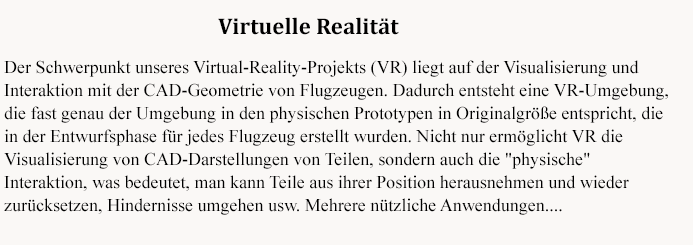 Virtuelle Realität
Der Schwerpunkt unseres Virtual-Reality-Projekts (VR) liegt auf der Visualisierung und
Interaktion mit der CAD-Geometrie von Flugzeugen. Dadurch entsteht eine VR-Umgebung,
die fast genau der Umgebung in den physischen Prototypen in Originalgröße entspricht, die
in der Entwurfsphase für jedes Flugzeug erstellt wurden. Nicht nur ermöglicht VR die
Visualisierung von CAD-Darstellungen von Teilen, sondern auch die "physische"
Interaktion, was bedeutet, man kann Teile aus ihrer Position herausnehmen und wieder
zurücksetzen, Hindernisse umgehen usw. Mehrere nützliche Anwendungen....